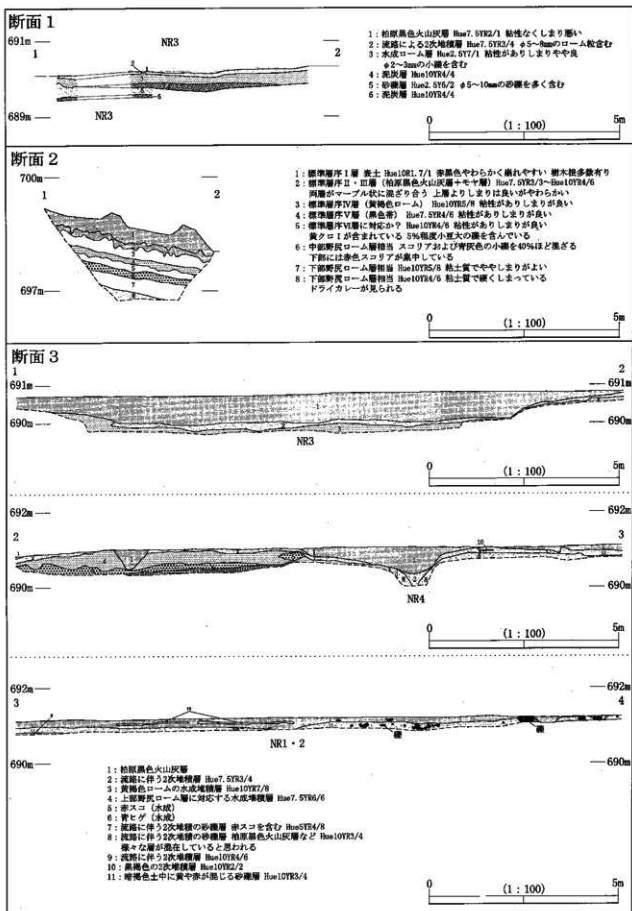 断面1
691m
1
NR3
2
689m
NR3
1：柏原黒色火山灰層 Hue7.5YR2/1 粘性なくしまり悪い
2：流路による2次堆積層 Hue7.5YR3/4 φ5～8mmのローム粒含む
3：水成ローム層 Hue2.5Y7/1 粘性がありしまりやや良
φ2～3mmの小礫を含む
4：泥炭層 Hue10YR4/4
5：砂礫層 Hue2.5Y6/2 φ5～10mmの砂礫を多く含む
6：泥炭層 Hue10YR4/4
0
(1：100)
5m
断面2
700m
1
2
697m
1：標準層序Ⅰ層 表土 Hue10R1.7/1 赤黒色やわらかく崩れやすい 樹木根多数有り
2：標準層序Ⅱ・Ⅲ層（柏原黒色火山灰層＋モヤ層）Hue7.5YR3/3～Hue10YR4/6
両層がマーブル状に混ざり合う 上層よりしまりは良いがやわらかい
3：標準層序Ⅳ層（黄褐色ローム）Hue10YR5/8 粘性がありしまりが良い
4：標準層序Ⅴ層（黒色帯）Hue7.5YR4/6 粘性がありしまりが良い
5：標準層序Ⅵ層に対応か？ Hue10YR4/6 粘性がありしまりが良い
黄クロⅠが含まれている 5%程度小豆大の礫を含んでいる
6：中部野尻ローム層相当 スコリアおよび青灰色の小礫を40%ほど混ざる
下部には赤色スコリアが集中している
7：下部野尻ローム層相当 Hue10YR5/8 粘土質でややしまりがよい
8：下部野尻ローム層相当 Hue10YR4/6 粘土質で硬くしまっている
ドライカレーが見られる
0
(1：100)
5m
断面3
1
2
691m
691m
690m
690m
NR3
0
(1：100)
5m
692m
692m
2
3
690m
690m
NR4
0
(1：100)
5m
692m
692m
3
4
NR1・2
礫
礫
690m
690m
1：柏原黒色火山灰層
2：流路に伴う2次堆積層 Hue7.5YR3/4
3：黄褐色ロームの水成堆積層 Hue10YR7/8
4：上部野尻ローム層に対応する水成堆積層 Hue7.5YR6/6
5：赤スコ（水成）
6：青ヒゲ（水成）
7：流路に伴う2次堆積の砂礫層 赤スコを含む Hue5YR4/8
8：流路に伴う2次堆積の砂礫層 柏原黒色火山灰層など Hue10YR3/4
様々な層が混在していると思われる
9：流路に伴う2次堆積層 Hue10YR4/6
10：黒褐色の2次堆積層 Hue10YR2/2
11：暗褐色土中に黄や赤が混じる砂礫層 Hue10YR3/4
0
(1：100)
5m